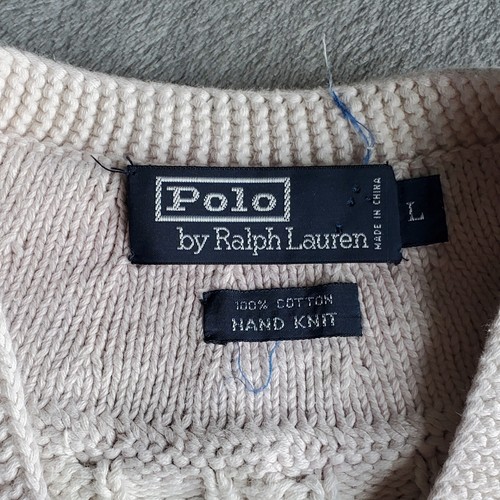 Polo
by Ralph Lauren
MADE IN CHINA
L
100% COTTON
HAND KNIT